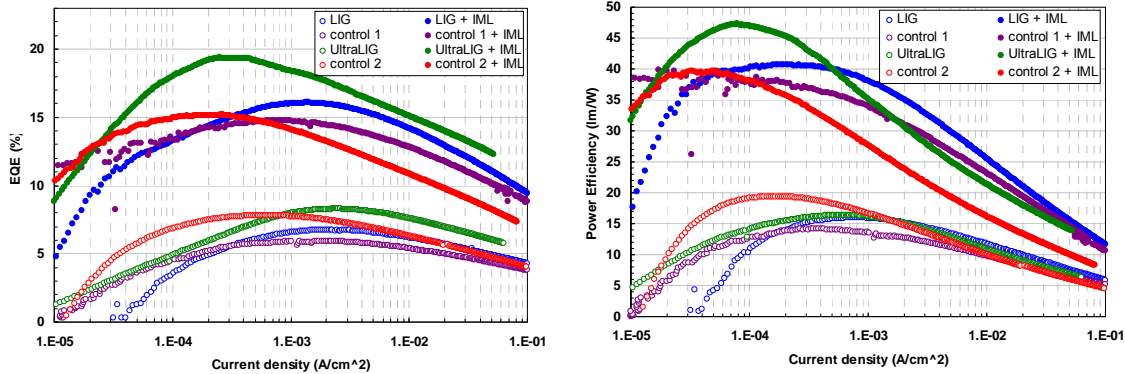 EQE (%)
20
15
10
5
0
LIG
control 1
UltraLIG
control 2
LIG + IML
control 1 + IML
UltraLIG + IML
control 2 + IML
1.E-05 1.E-04 1.E-03 1.E-02 1.E-01
Current density (A/cm^2)
Power Efficiency (lm/W)
50
45
40
35
30
25
20
15
10
5
0
LIG
control 1
UltraLIG
control 2
LIG + IML
control 1 + IML
UltraLIG + IML
control 2 + IML
1.E-05 1.E-04 1.E-03 1.E-02 1.E-01
Current density (A/cm^2)